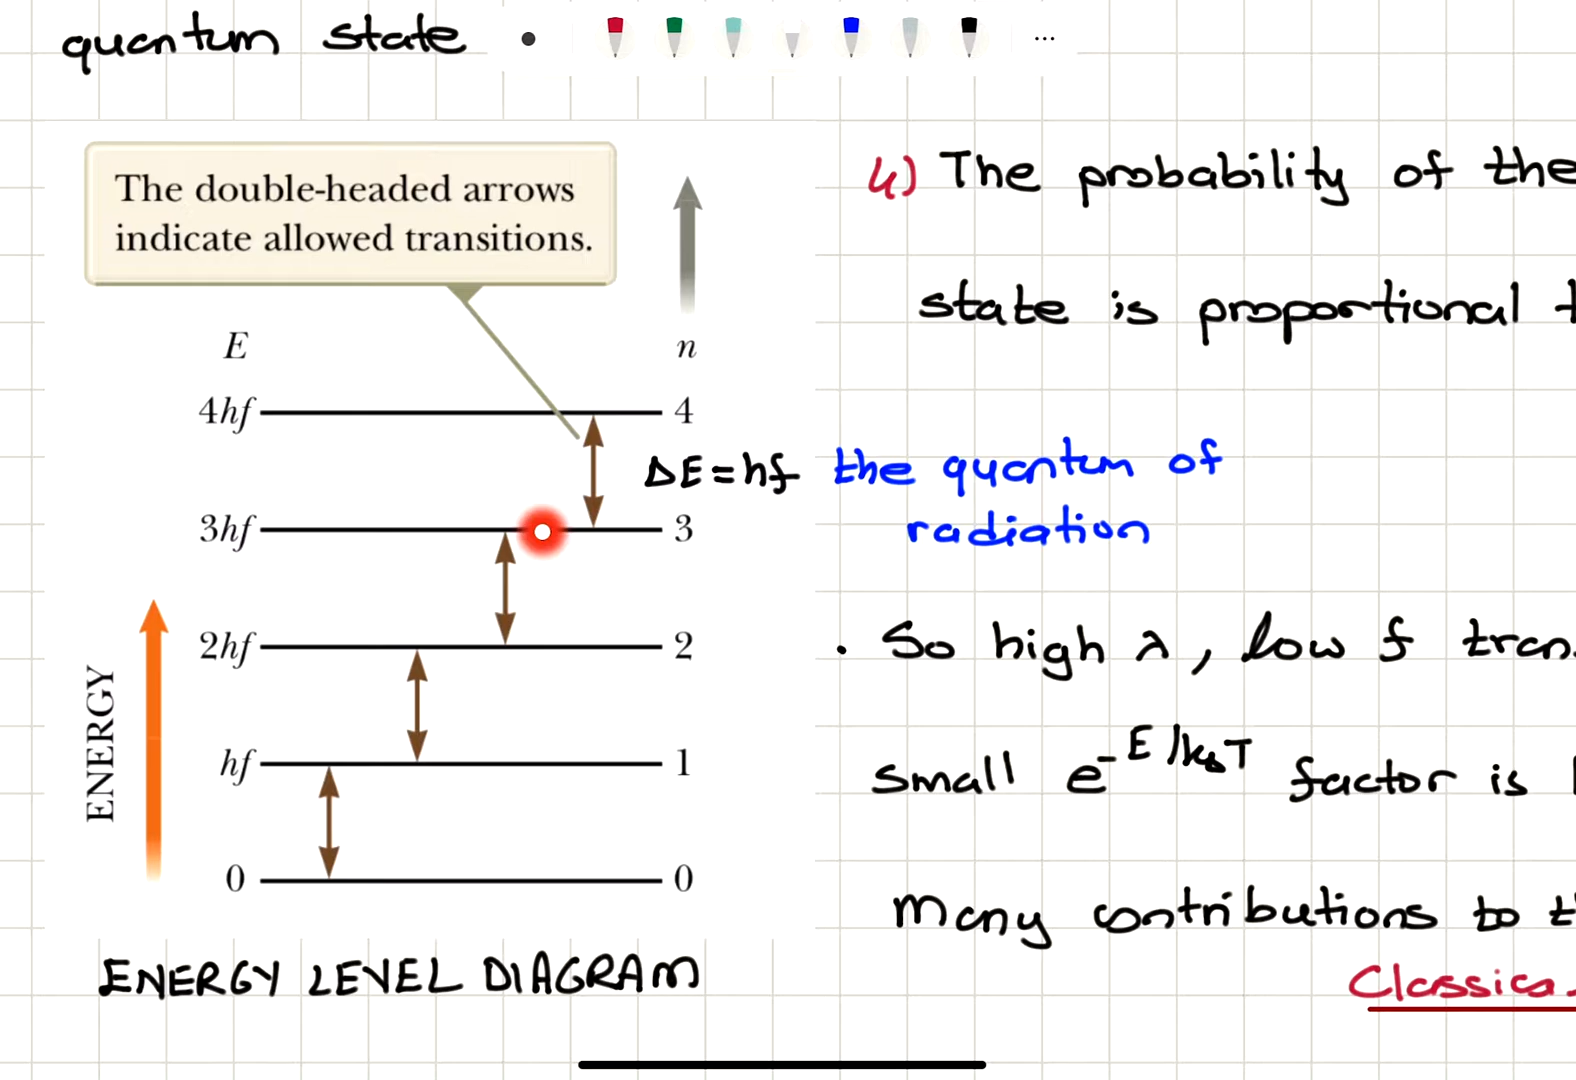 quantum state
...
The double-headed arrows
indicate allowed transitions.
E
n
4hf
4
3hf
3
2hf
2
hf
1
0
0
ENERGY
ΔE = hf
ENERGY LEVEL DIAGRAM
4) The probability of the
state is proportional
the quantum of
radiation
. So high λ, low f
small e^-E/kBT factor is
many contributions to